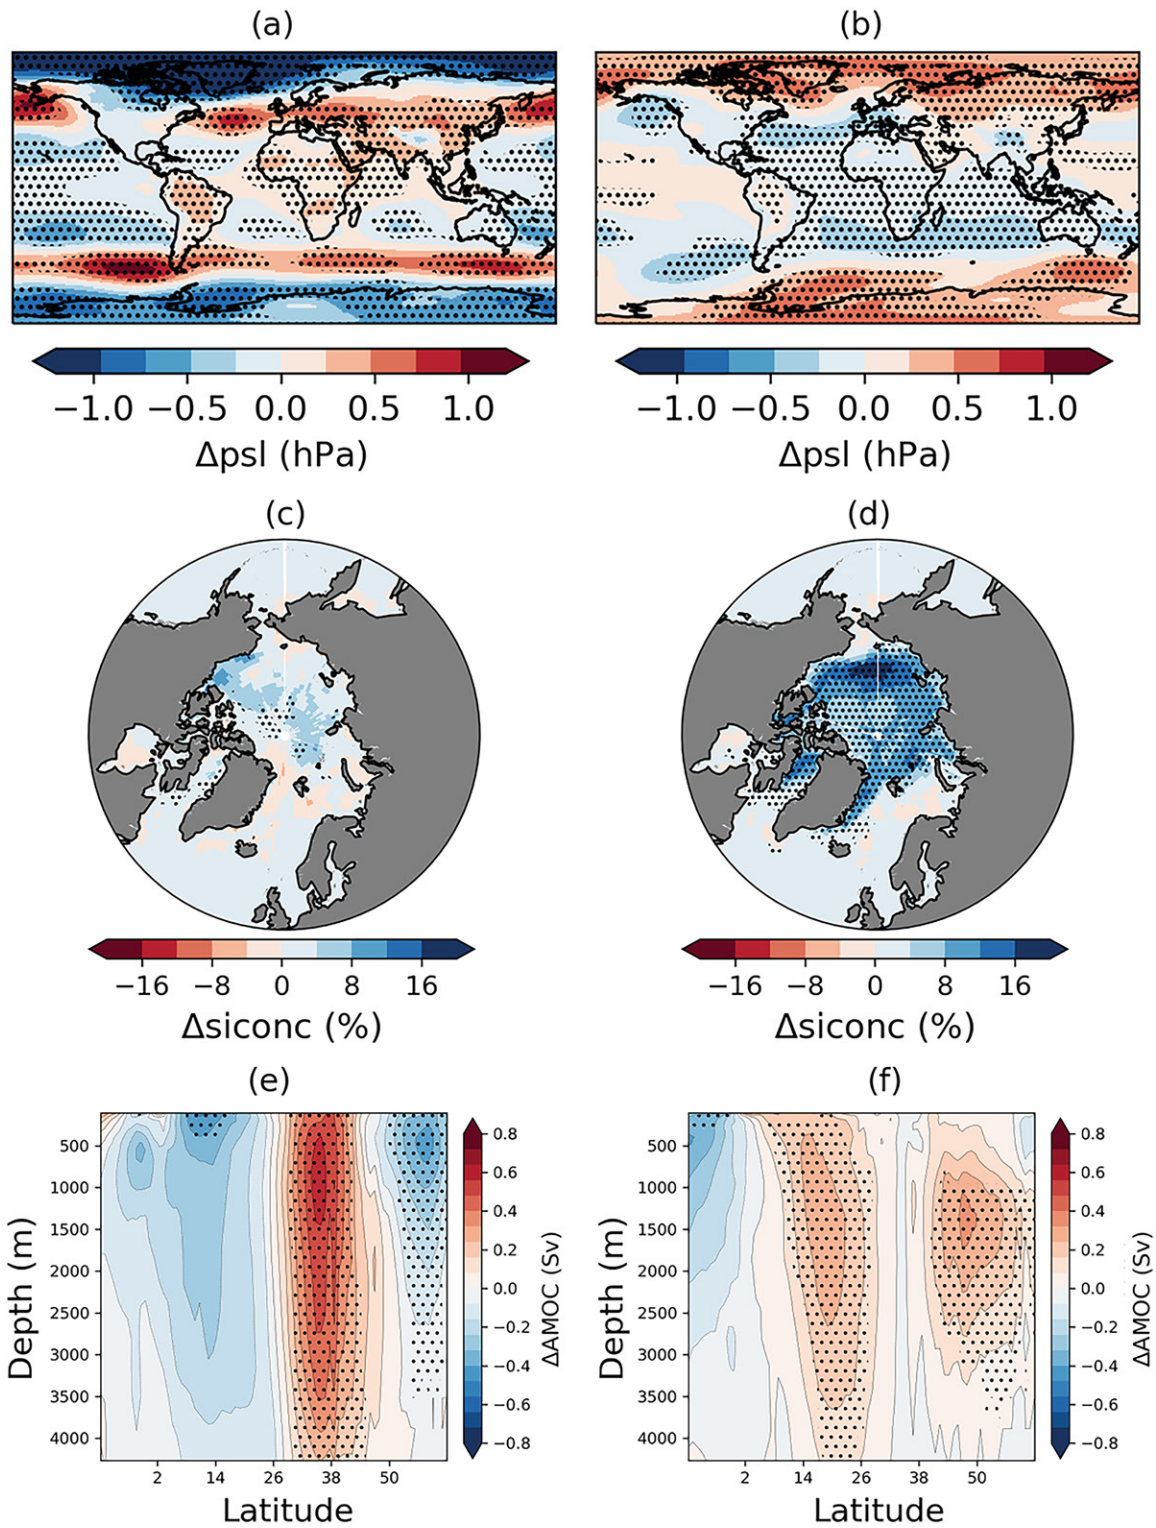 (a) (b)
−1.0 −0.5 0.0 0.5 1.0 −1.0 −0.5 0.0 0.5 1.0
Δpsl (hPa) Δpsl (hPa)
(c) (d)
−16 −8 0 8 16 −16 −8 0 8 16
Δsiconc (%) Δsiconc (%)
(e) (f)
500
1000
1500
2000
2500
3000
3500
4000
Depth (m)
2 14 26 38 50
Latitude
0.8
0.6
0.4
0.2
0.0
−0.2
−0.4
−0.6
−0.8
ΔAMOC (Sv)
500
1000
1500
2000
2500
3000
3500
4000
Depth (m)
2 14 26 38 50
Latitude
0.8
0.6
0.4
0.2
0.0
−0.2
−0.4
−0.6
−0.8
ΔAMOC (Sv)